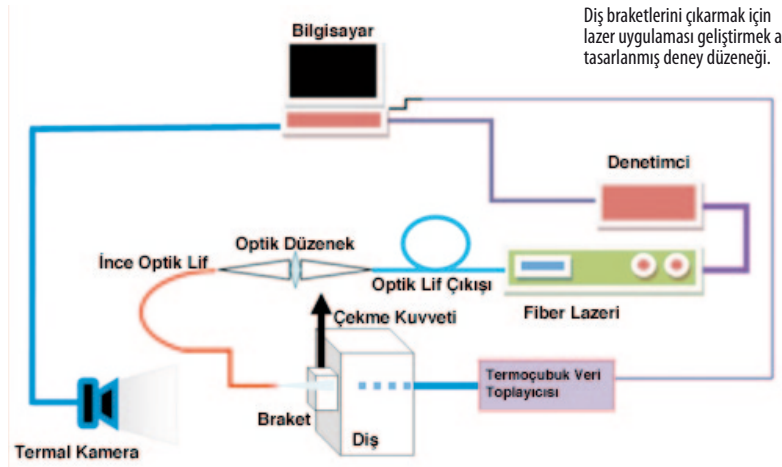 Diş braketlerini çıkarmak için
lazer uygulaması geliştirmek a
tasarlanmış deney düzeneği.
Bilgisayar
Denetimci
Optik Düzenek
İnce Optik Lif
Optik Lif Çıkışı
Fiber Lazeri
Çekme Kuvveti
Termoçubuk Veri
Toplayıcısı
Braket
Diş
Termal Kamera